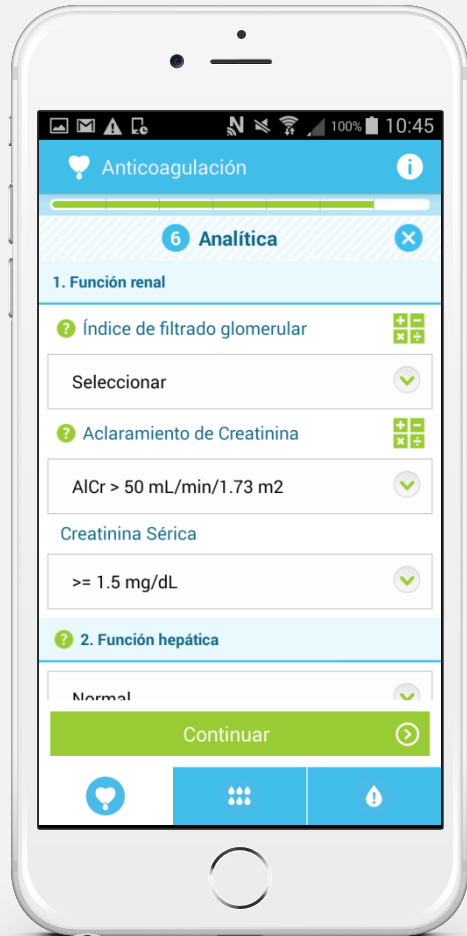 100% 10:45
Anticoagulación
6 Analítica
1. Función renal
? Índice de filtrado glomerular
Seleccionar
? Aclaramiento de Creatinina
AlCr > 50 mL/min/1.73 m2
Creatinina Sérica
>= 1.5 mg/dL
? 2. Función hepática
Normal
Continuar